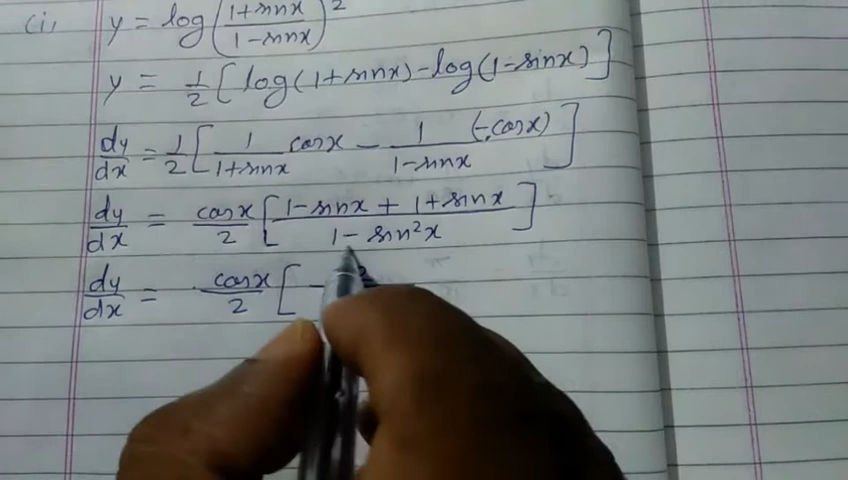 (i) y = log((1+sinx)/(1-sinx))^2
y = 1/2 [log(1+sinx) - log(1-sinx)]
dy/dx = 1/2 [1/(1+sinx) cosx - 1/(1-sinx) (-cosx)]
dy/dx = cosx/2 [(1-sinx + 1+sinx)/(1-sin²x)]
dy/dx = cosx/2 [